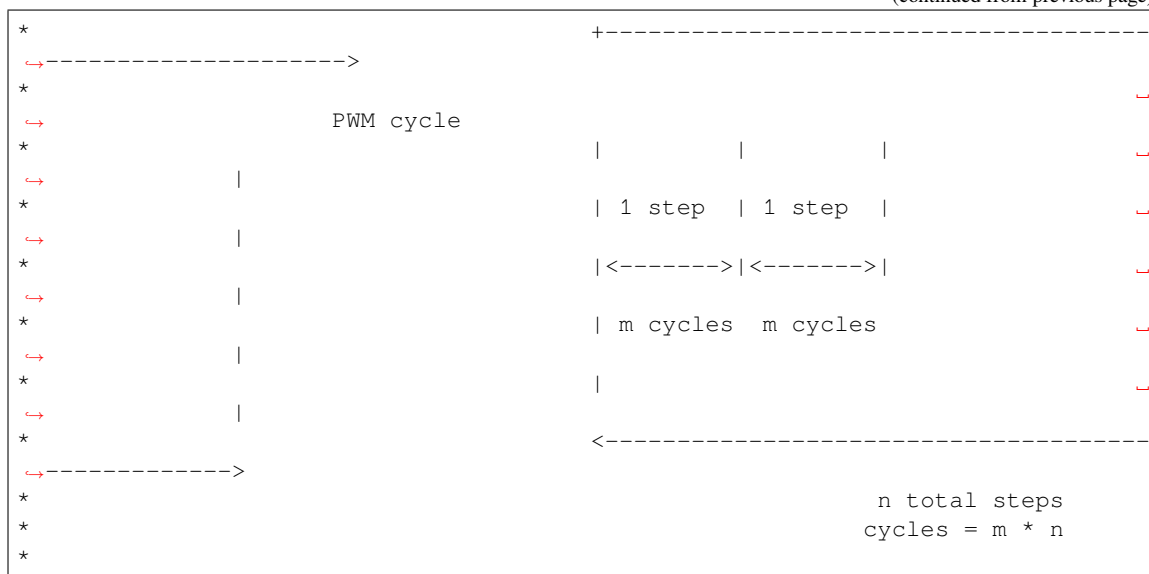 (continued from previous page)
*                                       +--------------------------------------
↪--------------------->
*                                                                             ␣
↪                    PWM cycle
*                                       |         |         |                 ␣
↪             |
*                                       | 1 step  | 1 step  |                 ␣
↪             |
*                                       |<------->|<------->|                 ␣
↪             |
*                                       | m cycles  m cycles                  ␣
↪             |
*                                       |                                     ␣
↪             |
*                                       <--------------------------------------
↪------------->
*                                                           n total steps
*                                                          cycles = m * n
*